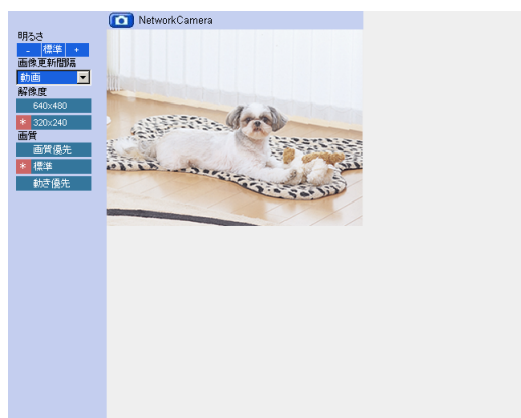 NetworkCamera
明るさ
- 標準 +
画像更新間隔
動画
解像度
640x480
* 320x240
画質
画質優先
* 標準
動き優先